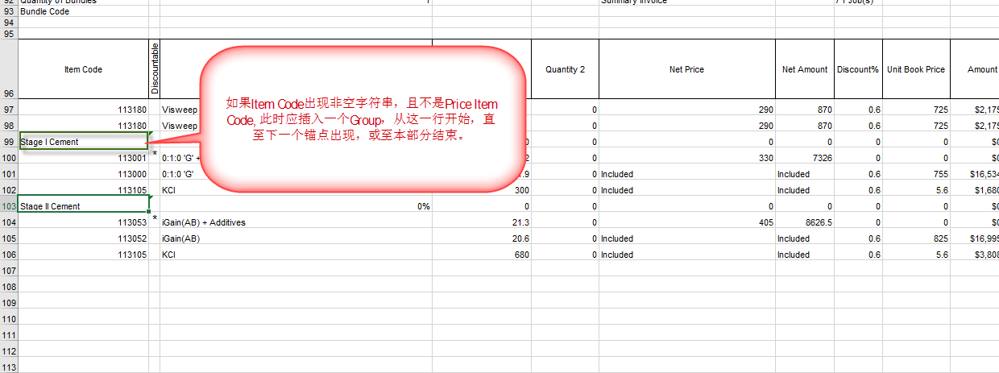 92 Quantity of Bundles 1 Summary Invoice / 1 Job(s)
93 Bundle Code
94
95
96 Item Code Discountable Quantity 2 Net Price Net Amount Discount% Unit Book Price Amount
97 113180 Visweep 0 290 870 0.6 725 $2,175
98 113180 Visweep 0 290 870 0.6 725 $2,175
99 Stage I Cement 0 0 0 0 0 0 $0
100 113001 * 0:1:0 'G' + 2 0 330 7326 0 0 $0
101 113000 0:1:0 'G' .9 0 Included Included 0.6 755 $16,534
102 113105 KCl 300 0 Included Included 0.6 5.6 $1,680
103 Stage II Cement 0% 0 0 0 0 0 0 $0
104 113053 * iGain(AB) + Additives 21.3 0 405 8626.5 0 0 $0
105 113052 iGain(AB) 20.6 0 Included Included 0.6 825 $16,995
106 113105 KCl 680 0 Included Included 0.6 5.6 $3,808
107
108
109
110
111
112
113
如果Item Code出现非空字符串，且不是Price Item
Code, 此时应插入一个Group，从这一行开始，直
至下一个锚点出现，或至本部分结束。